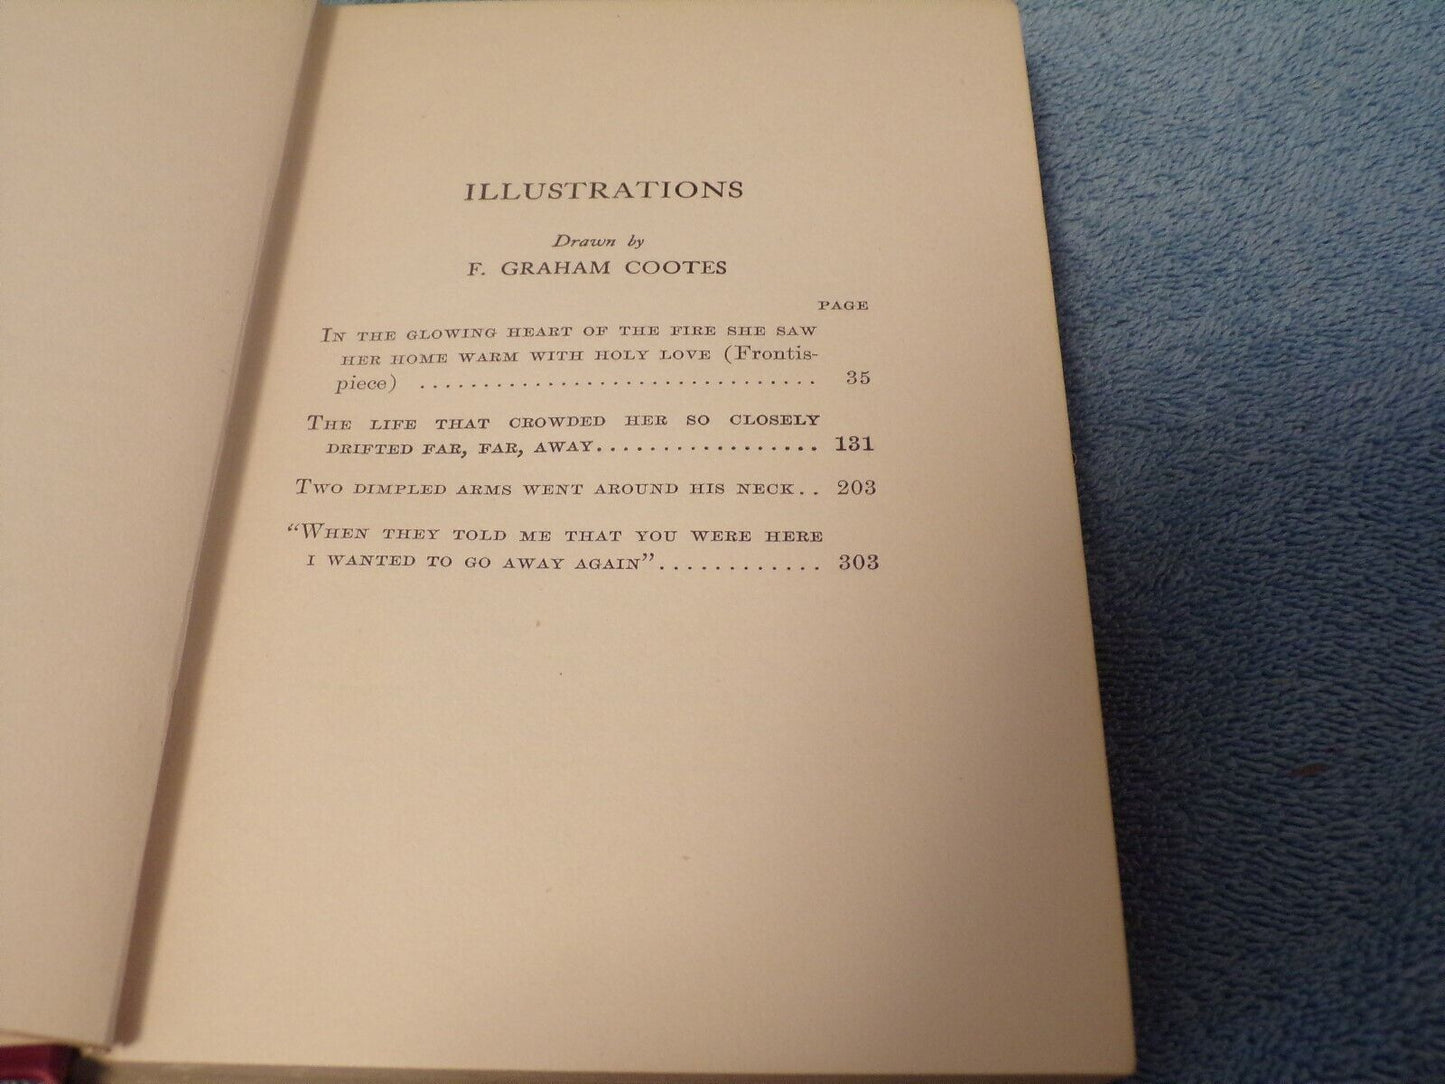 ILLUSTRATIONS
Drawn by
F. GRAHAM COOTES
PAGE
IN THE GLOWING HEART OF THE FIRE SHE SAW
HER HOME WARM WITH HOLY LOVE (Frontis-
piece) ................................ 35
THE LIFE THAT CROWDED HER SO CLOSELY
DRIFTED FAR, FAR, AWAY................. 131
TWO DIMPLED ARMS WENT AROUND HIS NECK.. 203
“WHEN THEY TOLD ME THAT YOU WERE HERE
I WANTED TO GO AWAY AGAIN”............. 303